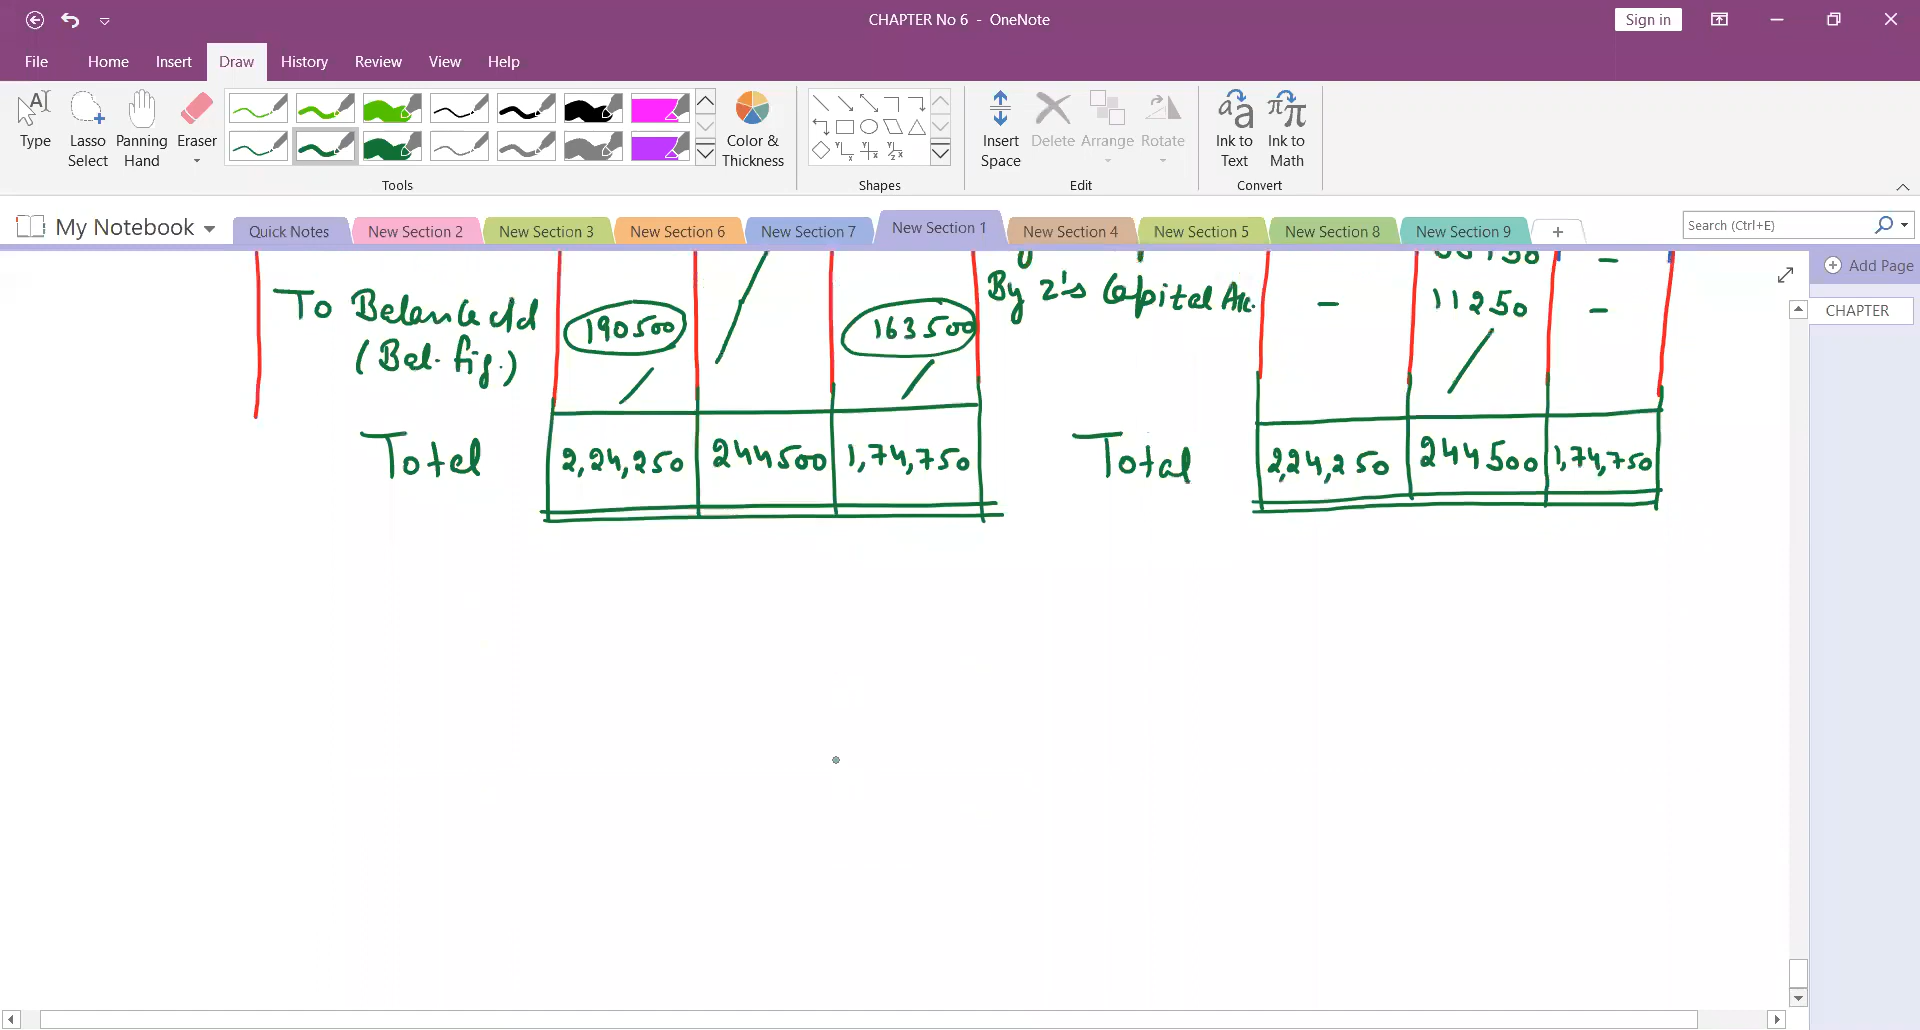 CHAPTER No 6 - OneNote
Sign in
File Home Insert Draw History Review View Help
Type
Lasso Select
Panning Hand
Eraser
Color & Thickness
Insert Space
Delete
Arrange
Rotate
Ink to Text
Ink to Math
Tools
Shapes
Edit
Convert
My Notebook
Quick Notes New Section 2 New Section 3 New Section 6 New Section 7 New Section 1 New Section 4 New Section 5 New Section 8 New Section 9
Search (Ctrl+E)
Add Page
CHAPTER
To Balance c/d 190500 163500
(Bal. fig.)
By Z's Capital A/c. - 11250 -
Total 2,24,250 244500 1,74,750
Total 2,24,250 244500 1,74,750